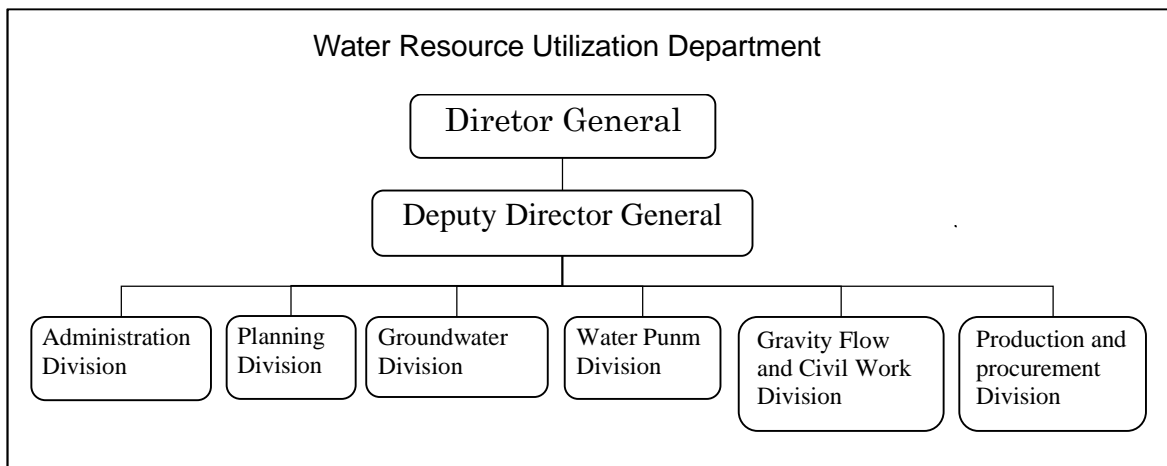 Water Resource Utilization Department
Diretor General
Deputy Director General
Administration
Division
Planning
Division
Groundwater
Division
Water Punm
Division
Gravity Flow
and Civil Work
Division
Production and
procurement
Division